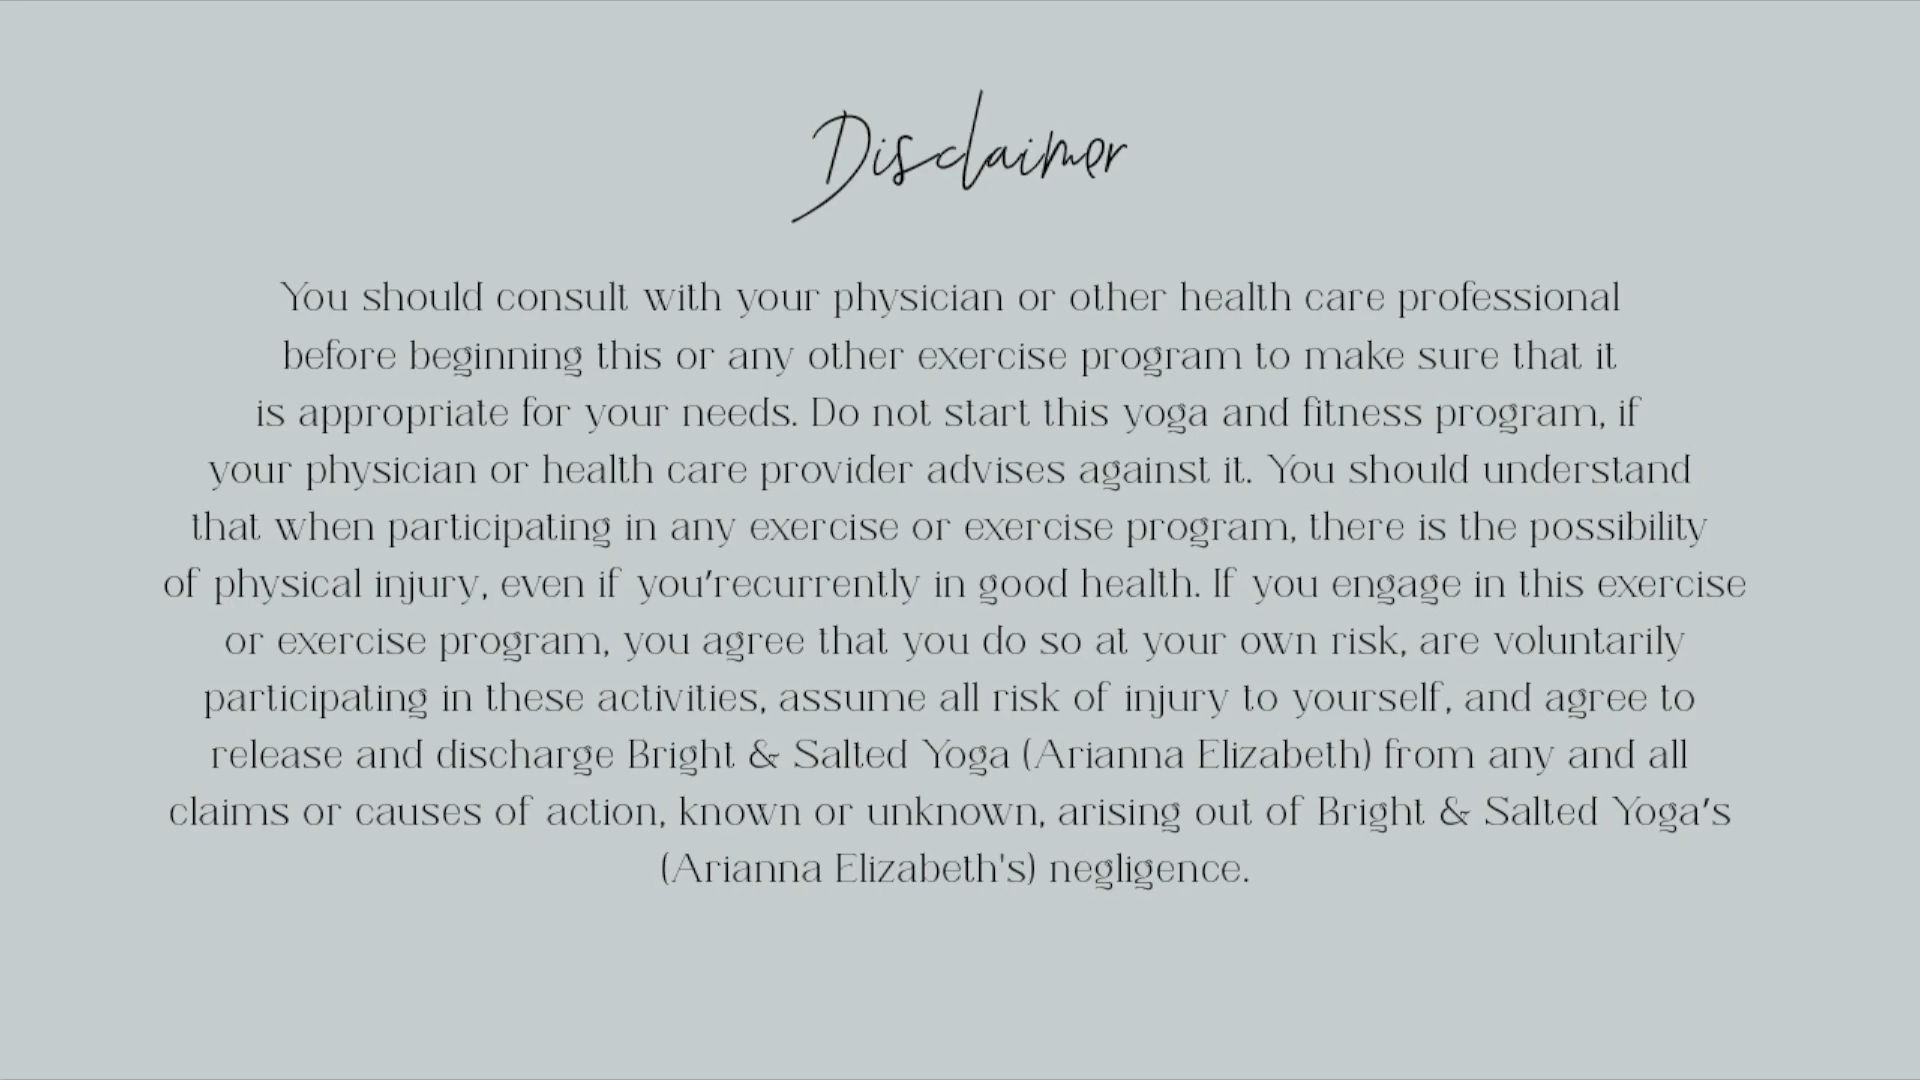 Disclaimer
You should consult with your physician or other health care professional
before beginning this or any other exercise program to make sure that it
is appropriate for your needs. Do not start this yoga and fitness program, if
your physician or health care provider advises against it. You should understand
that when participating in any exercise or exercise program, there is the possibility
of physical injury, even if you'recurrently in good health. If you engage in this exercise
or exercise program, you agree that you do so at your own risk, are voluntarily
participating in these activities, assume all risk of injury to yourself, and agree to
release and discharge Bright & Salted Yoga (Arianna Elizabeth) from any and all
claims or causes of action, known or unknown, arising out of Bright & Salted Yoga's
(Arianna Elizabeth's) negligence.